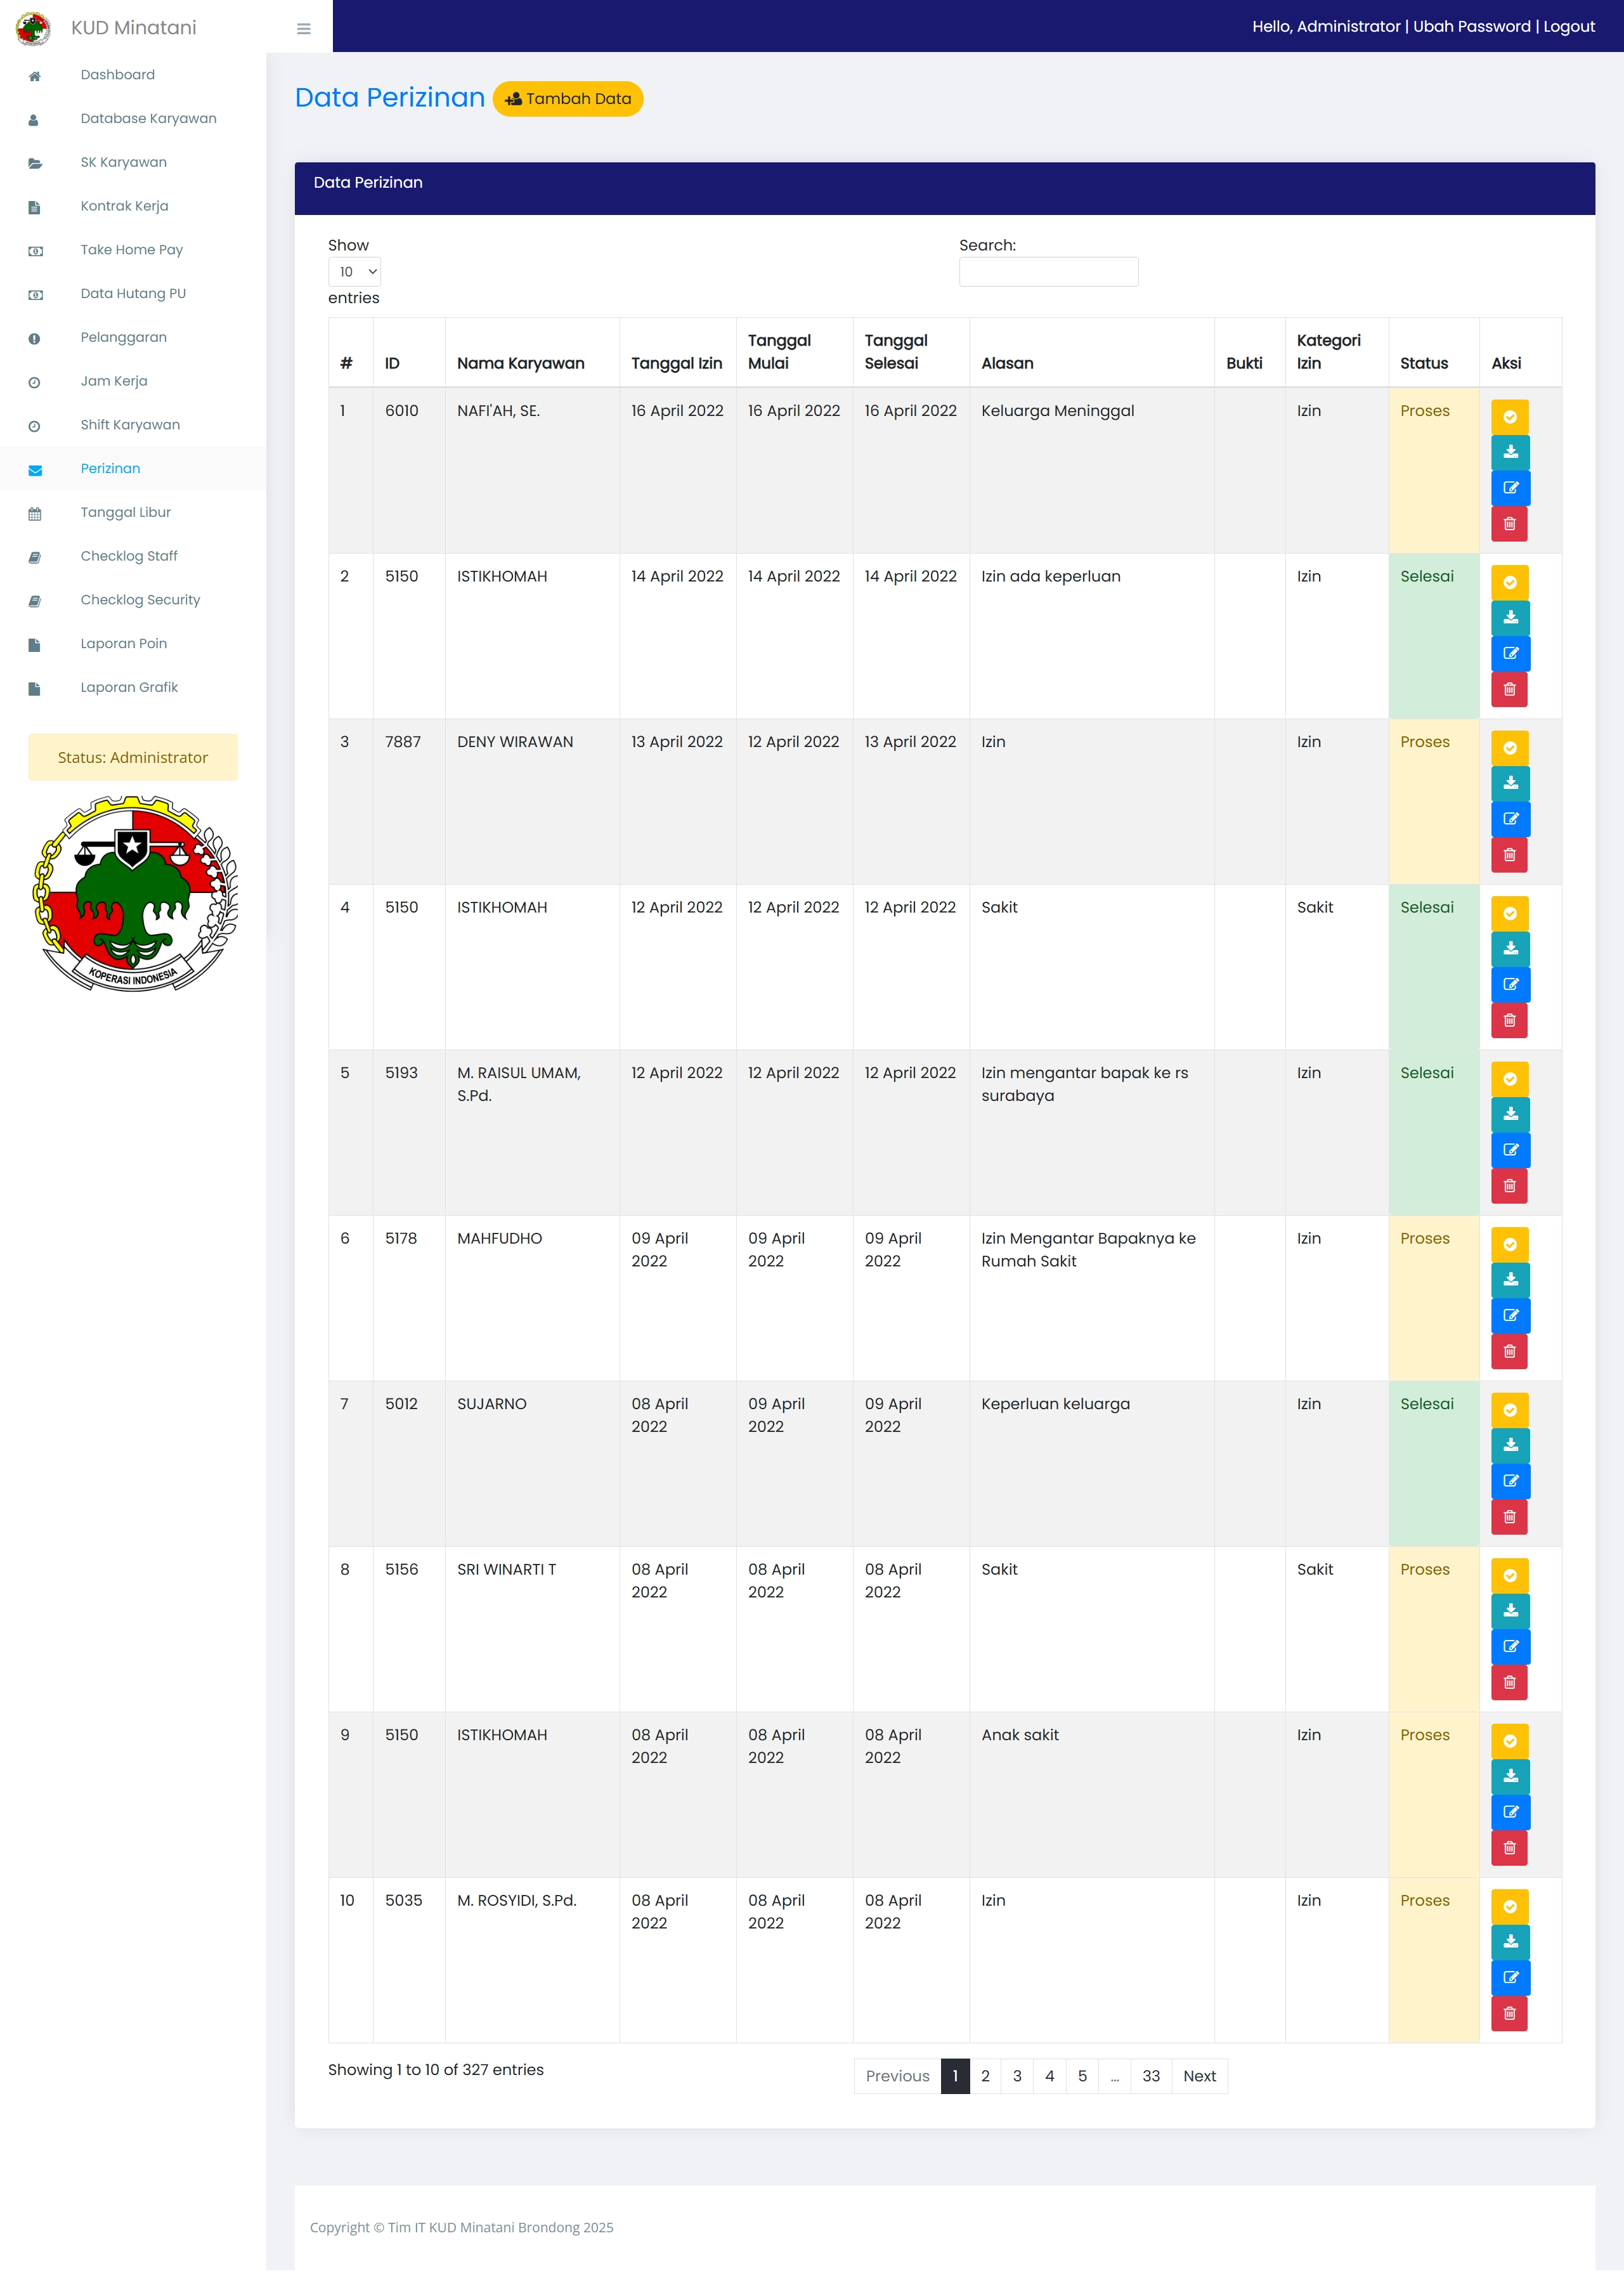 KUD Minatani
Hello, Administrator | Ubah Password | Logout
Dashboard
Database Karyawan
SK Karyawan
Kontrak Kerja
Take Home Pay
Data Hutang PU
Pelanggaran
Jam Kerja
Shift Karyawan
Perizinan
Tanggal Libur
Checklog Staff
Checklog Security
Laporan Poin
Laporan Grafik
Status: Administrator
KOPERASI INDONESIA
Data Perizinan Tambah Data
Data Perizinan
Show
10
entries
Search:
# ID Nama Karyawan Tanggal Izin Tanggal Mulai Tanggal Selesai Alasan Bukti Kategori Izin Status Aksi
1 6010 NAFI'AH, SE. 16 April 2022 16 April 2022 16 April 2022 Keluarga Meninggal Izin Proses
2 5150 ISTIKHOMAH 14 April 2022 14 April 2022 14 April 2022 Izin ada keperluan Izin Selesai
3 7887 DENY WIRAWAN 13 April 2022 12 April 2022 13 April 2022 Izin Izin Proses
4 5150 ISTIKHOMAH 12 April 2022 12 April 2022 12 April 2022 Sakit Sakit Selesai
5 5193 M. RAISUL UMAM, S.Pd. 12 April 2022 12 April 2022 12 April 2022 Izin mengantar bapak ke rs surabaya Izin Selesai
6 5178 MAHFUDHO 09 April 2022 09 April 2022 09 April 2022 Izin Mengantar Bapaknya ke Rumah Sakit Izin Proses
7 5012 SUJARNO 08 April 2022 09 April 2022 09 April 2022 Keperluan keluarga Izin Selesai
8 5156 SRI WINARTI T 08 April 2022 08 April 2022 08 April 2022 Sakit Sakit Proses
9 5150 ISTIKHOMAH 08 April 2022 08 April 2022 08 April 2022 Anak sakit Izin Proses
10 5035 M. ROSYIDI, S.Pd. 08 April 2022 08 April 2022 08 April 2022 Izin Izin Proses
Showing 1 to 10 of 327 entries
Previous 1 2 3 4 5 … 33 Next
Copyright © Tim IT KUD Minatani Brondong 2025